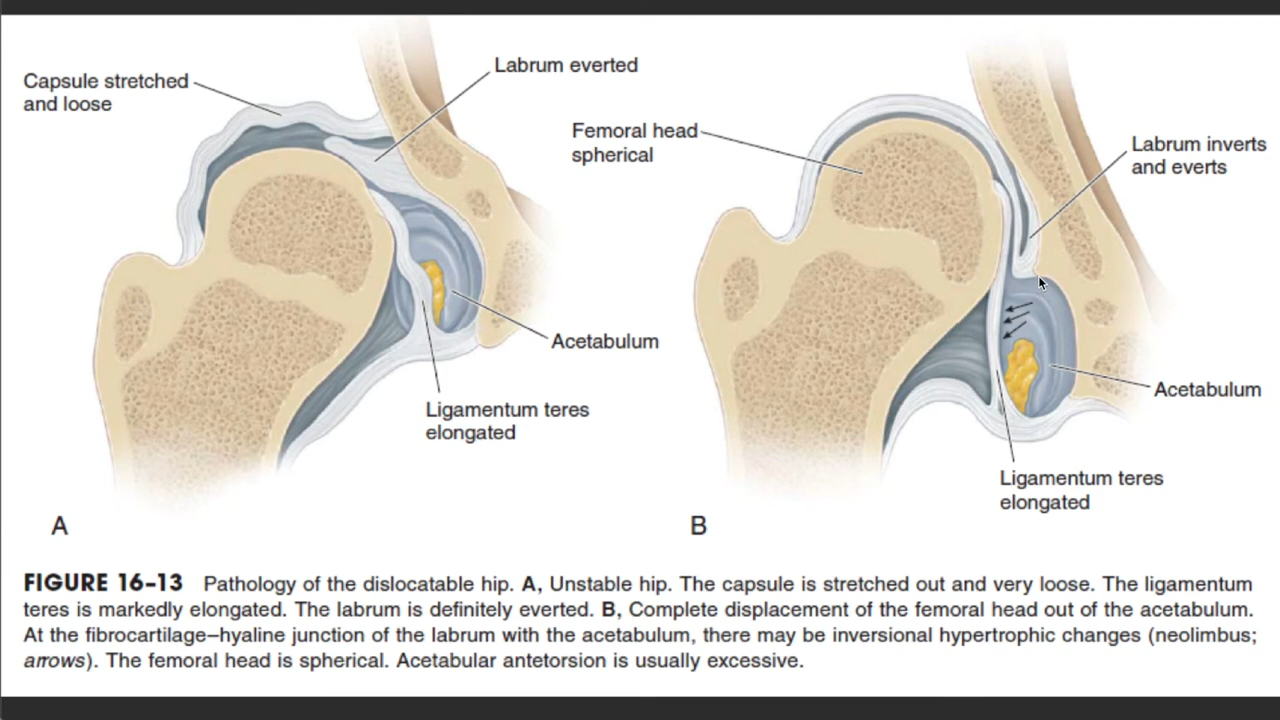 Capsule stretched
and loose
Labrum everted
Acetabulum
Ligamentum teres
elongated
A
Femoral head
spherical
Labrum inverts
and everts
Acetabulum
Ligamentum teres
elongated
B
FIGURE 16–13 Pathology of the dislocatable hip. A, Unstable hip. The capsule is stretched out and very loose. The ligamentum
teres is markedly elongated. The labrum is definitely everted. B, Complete displacement of the femoral head out of the acetabulum.
At the fibrocartilage–hyaline junction of the labrum with the acetabulum, there may be inversional hypertrophic changes (neolimbus;
arrows). The femoral head is spherical. Acetabular antetorsion is usually excessive.